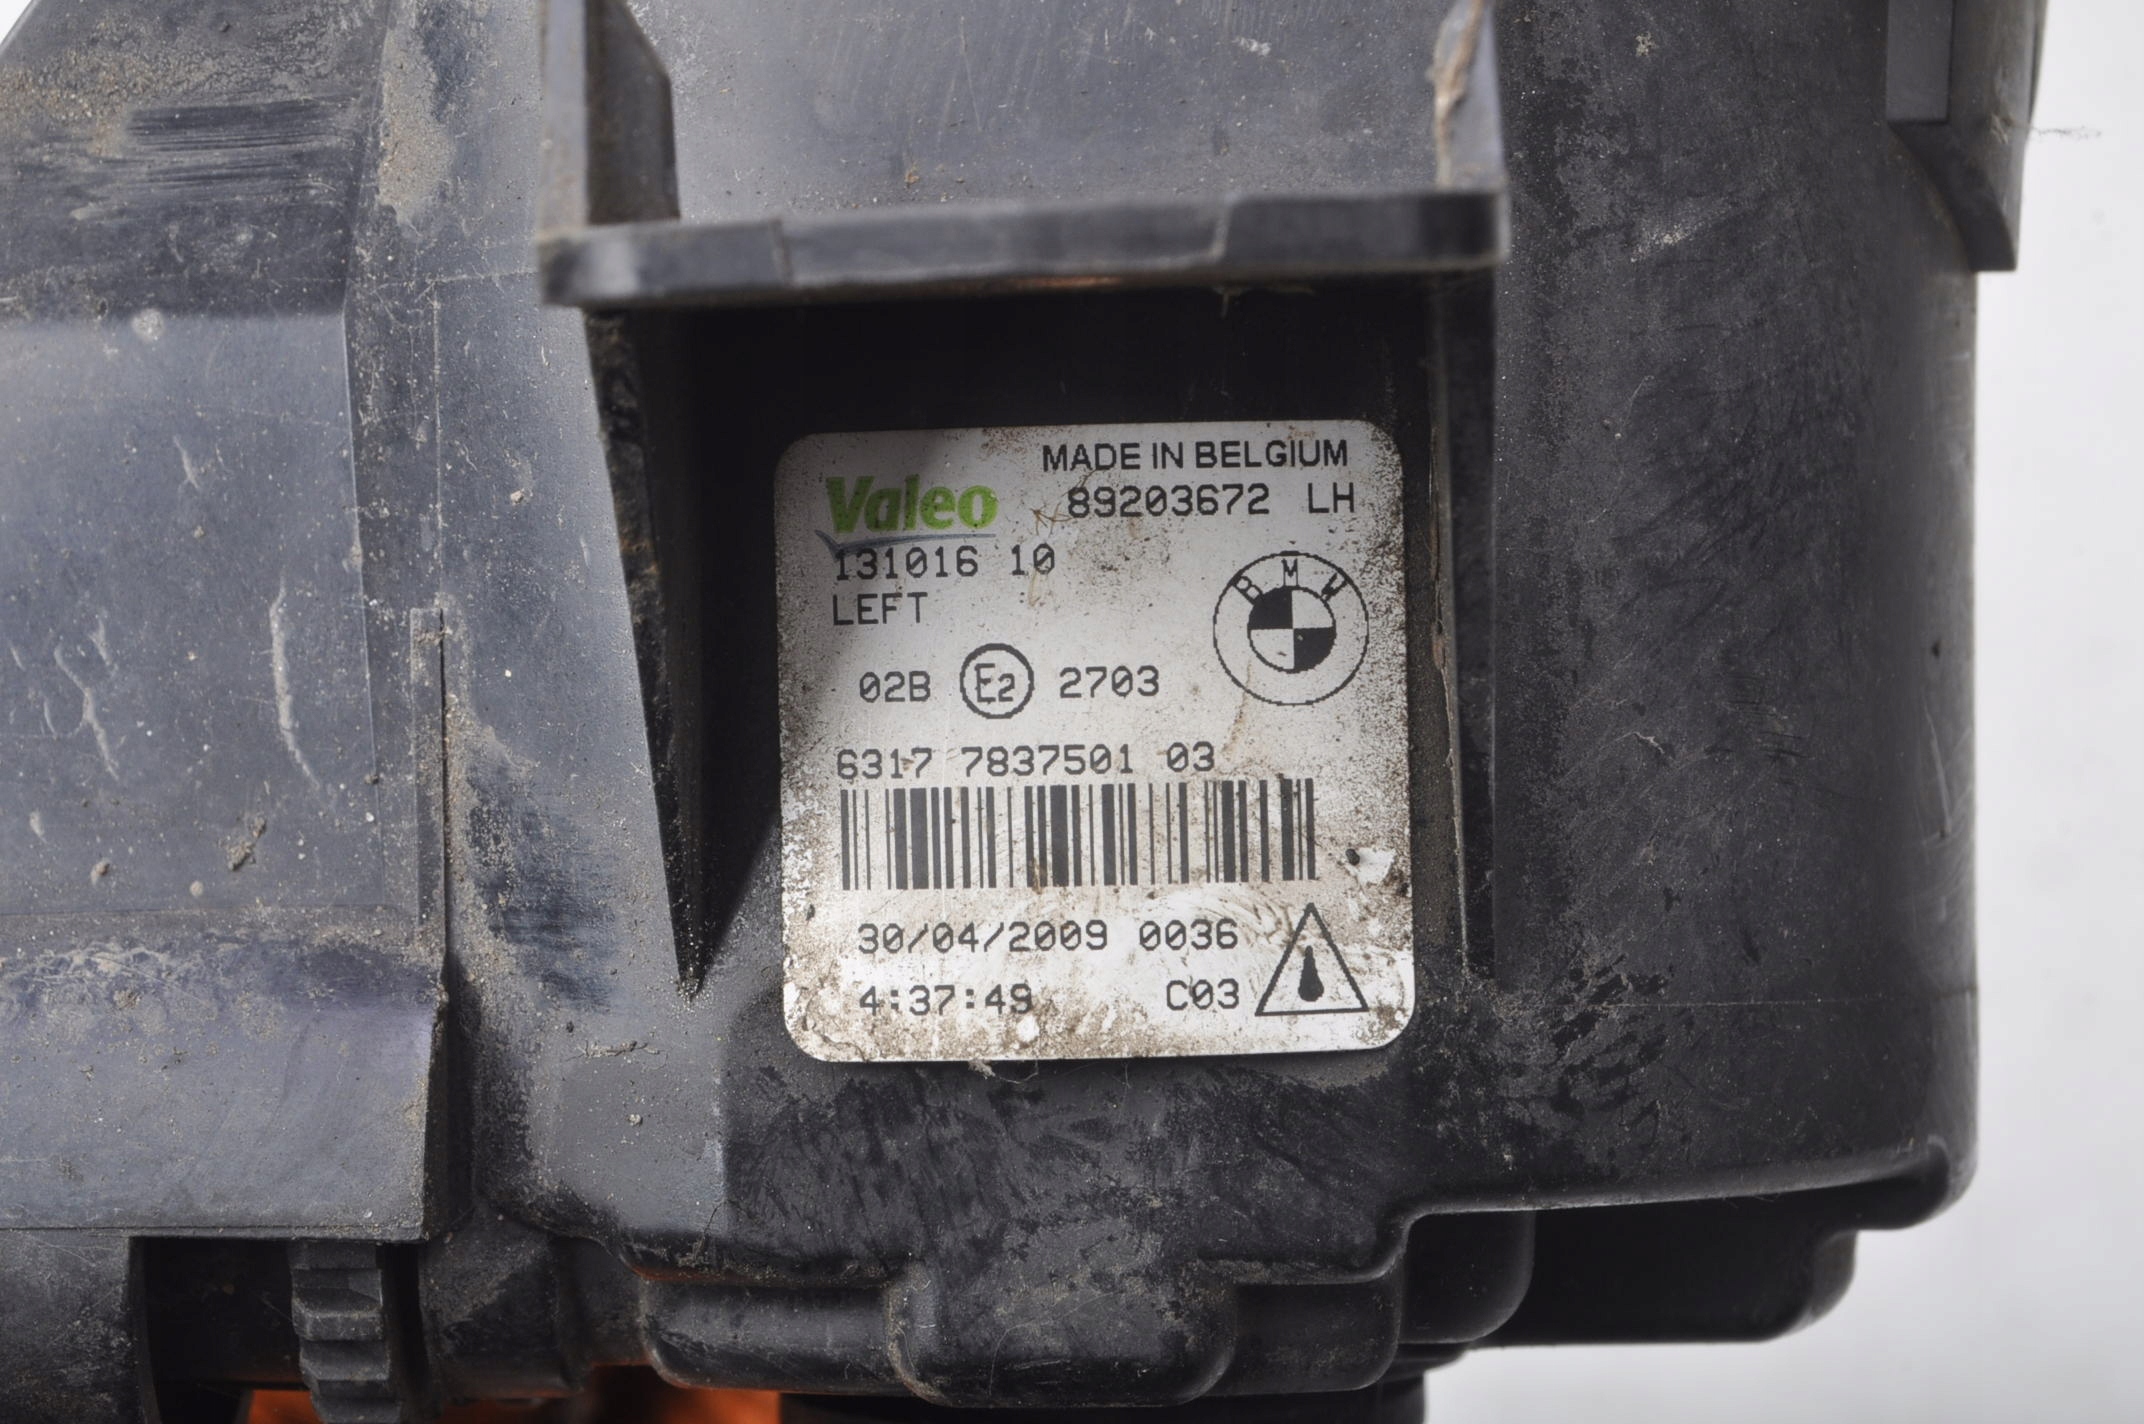 MADE IN BELGIUM
Valeo 89203672 LH
131016 10
LEFT
BMW
02B E2 2703
6317 7837501 03
30/04/2009 0036
4:37:49 C03